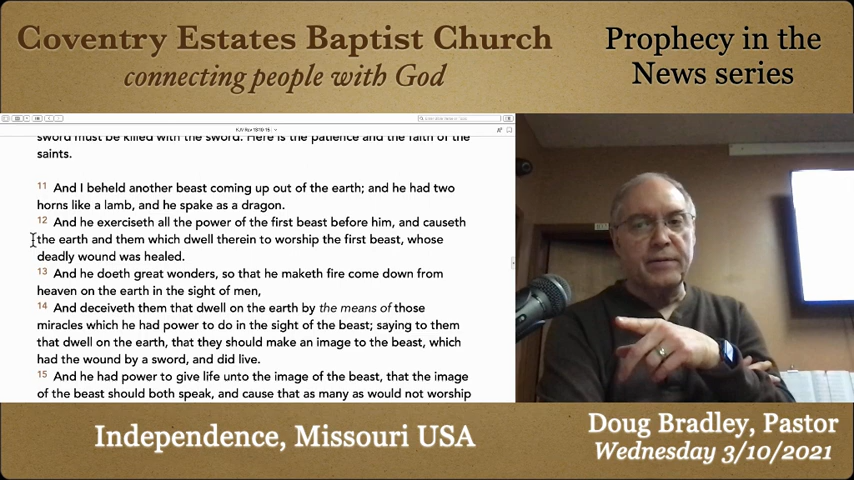 Coventry Estates Baptist Church
connecting people with God
Prophecy in the
News series
sword must be killed with the sword. Here is the patience and the faith of the
saints.
11 And I beheld another beast coming up out of the earth; and he had two
horns like a lamb, and he spake as a dragon.
12 And he exerciseth all the power of the first beast before him, and causeth
the earth and them which dwell therein to worship the first beast, whose
deadly wound was healed.
13 And he doeth great wonders, so that he maketh fire come down from
heaven on the earth in the sight of men,
14 And deceiveth them that dwell on the earth by the means of those
miracles which he had power to do in the sight of the beast; saying to them
that dwell on the earth, that they should make an image to the beast, which
had the wound by a sword, and did live.
15 And he had power to give life unto the image of the beast, that the image
of the beast should both speak, and cause that as many as would not worship
Independence, Missouri USA
Doug Bradley, Pastor
Wednesday 3/10/2021